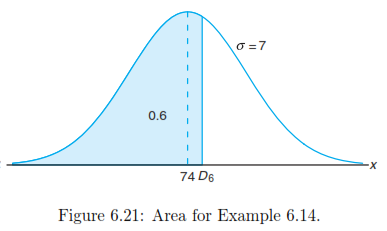 σ = 7
0.6
74 D6
x
Figure 6.21: Area for Example 6.14.